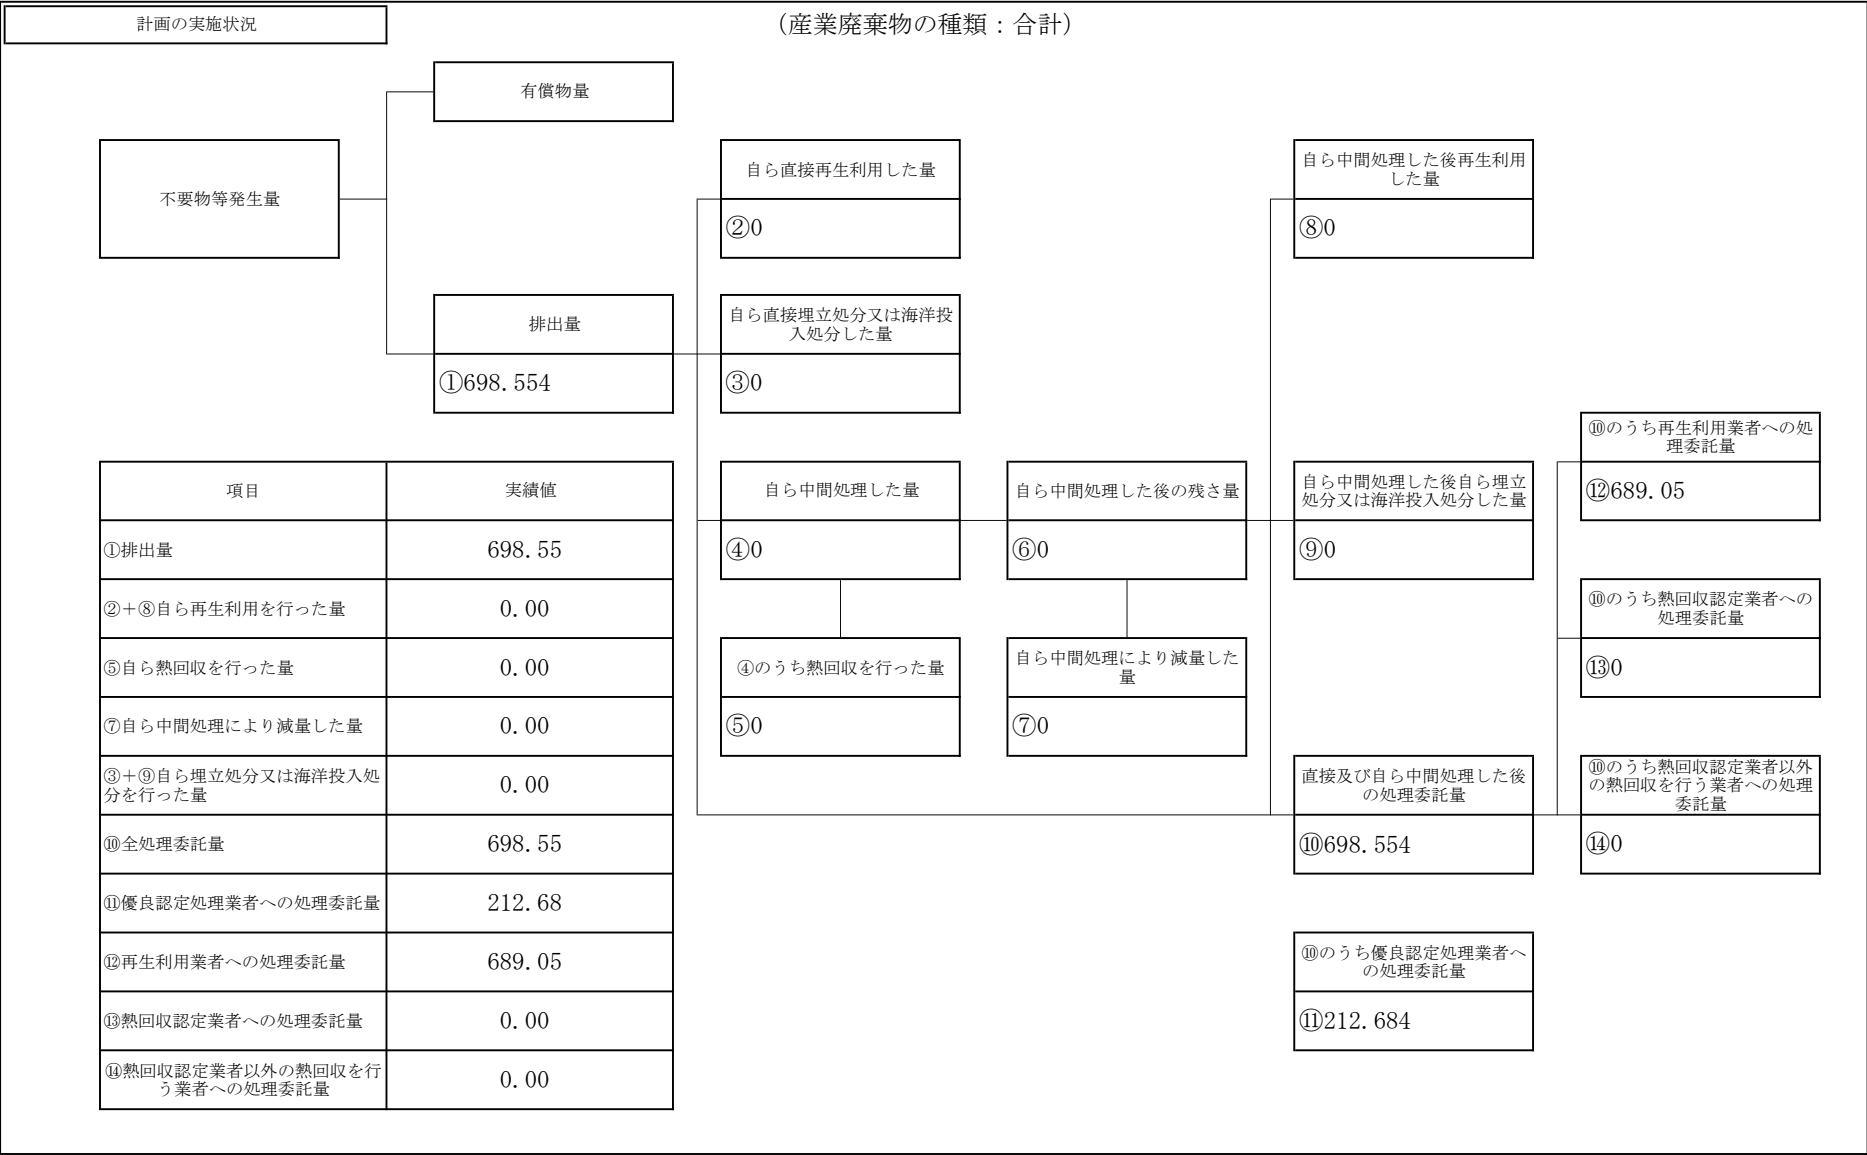 計画の実施状況
（産業廃棄物の種類：合計）
有償物量
不要物等発生量
自ら直接再生利用した量
②0
自ら中間処理した後再生利用
した量
⑧0
排出量
①698.554
自ら直接埋立処分又は海洋投
入処分した量
③0
⑩のうち再生利用業者への処
理委託量
⑫689.05
自ら中間処理した量
④0
自ら中間処理した後の残さ量
⑥0
自ら中間処理した後自ら埋立
処分又は海洋投入処分した量
⑨0
⑩のうち熱回収認定業者への
処理委託量
⑬0
④のうち熱回収を行った量
⑤0
自ら中間処理により減量した
量
⑦0
直接及び自ら中間処理した後
の処理委託量
⑩698.554
⑩のうち熱回収認定業者以外
の熱回収を行う業者への処理
委託量
⑭0
⑩のうち優良認定処理業者へ
の処理委託量
⑪212.684
項目 実績値
①排出量 698.55
②＋⑧自ら再生利用を行った量 0.00
⑤自ら熱回収を行った量 0.00
⑦自ら中間処理により減量した量 0.00
③＋⑨自ら埋立処分又は海洋投入処
分を行った量 0.00
⑩全処理委託量 698.55
⑪優良認定処理業者への処理委託量 212.68
⑫再生利用業者への処理委託量 689.05
⑬熱回収認定業者への処理委託量 0.00
⑭熱回収認定業者以外の熱回収を行
う業者への処理委託量 0.00